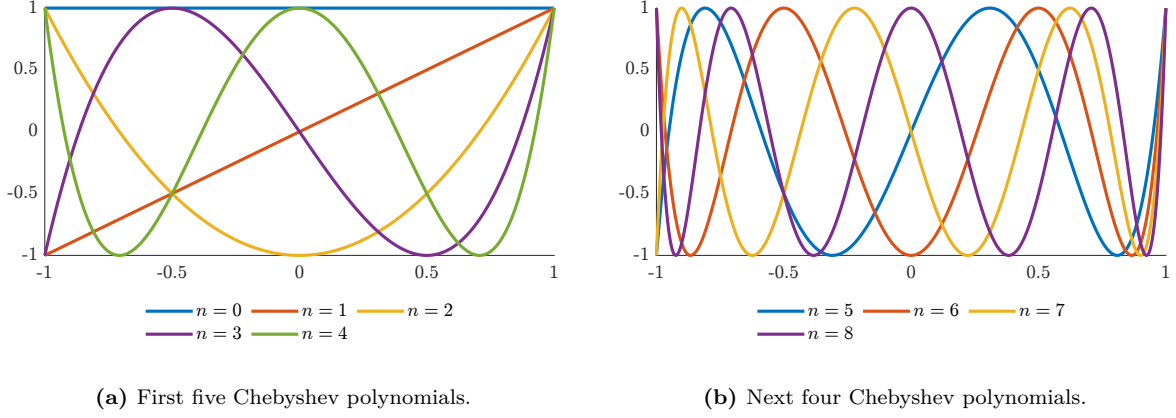 1
0.5
0
-0.5
-1
-1 -0.5 0 0.5 1
n = 0 n = 1 n = 2
n = 3 n = 4
(a) First five Chebyshev polynomials.
1
0.5
0
-0.5
-1
-1 -0.5 0 0.5 1
n = 5 n = 6 n = 7
n = 8
(b) Next four Chebyshev polynomials.